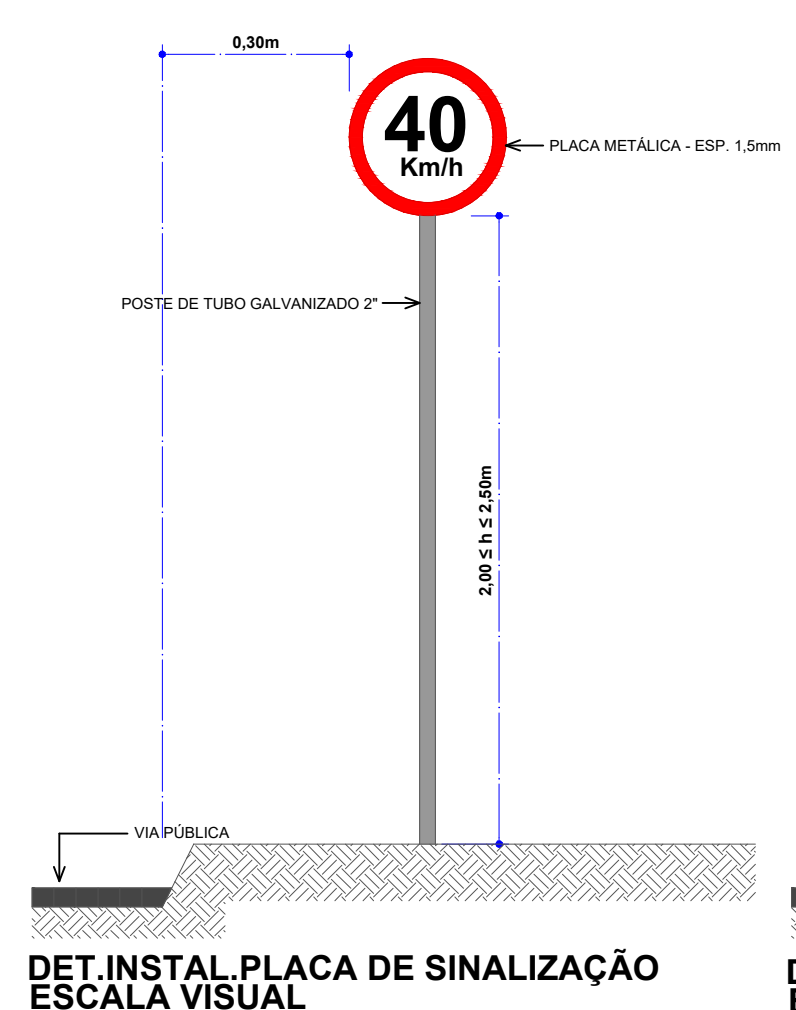 0,30m
40
Km/h
PLACA METÁLICA - ESP. 1,5mm
POSTE DE TUBO GALVANIZADO 2"
2,00 ≤ h ≤ 2,50m
VIA PÚBLICA
DET.INSTAL.PLACA DE SINALIZAÇÃO
ESCALA VISUAL